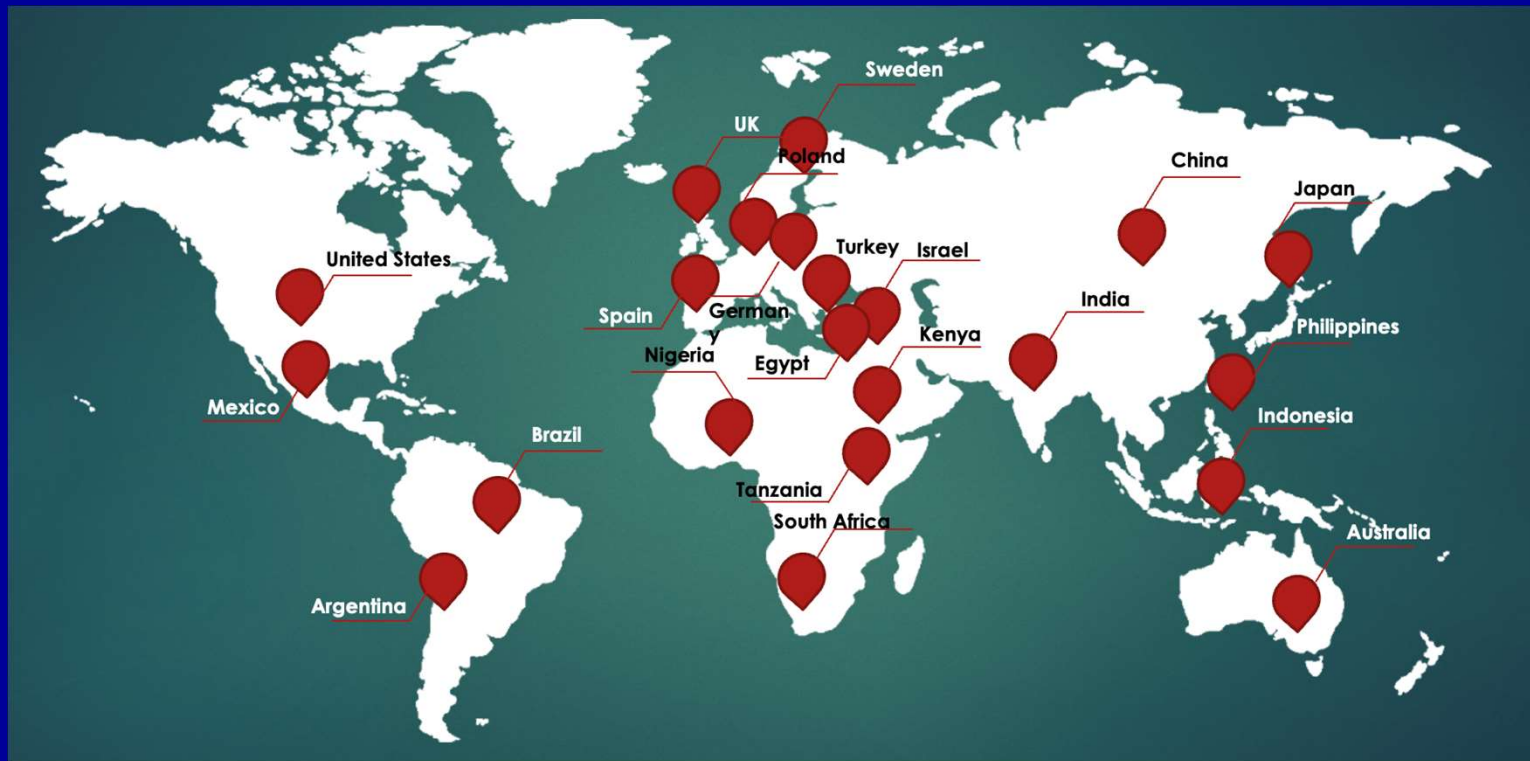 Sweden
UK
Poland
China
Japan
United States
Turkey
Israel
India
Spain
German
y
Philippines
Kenya
Nigeria
Egypt
Mexico
Indonesia
Brazil
Tanzania
South Africa
Australia
Argentina